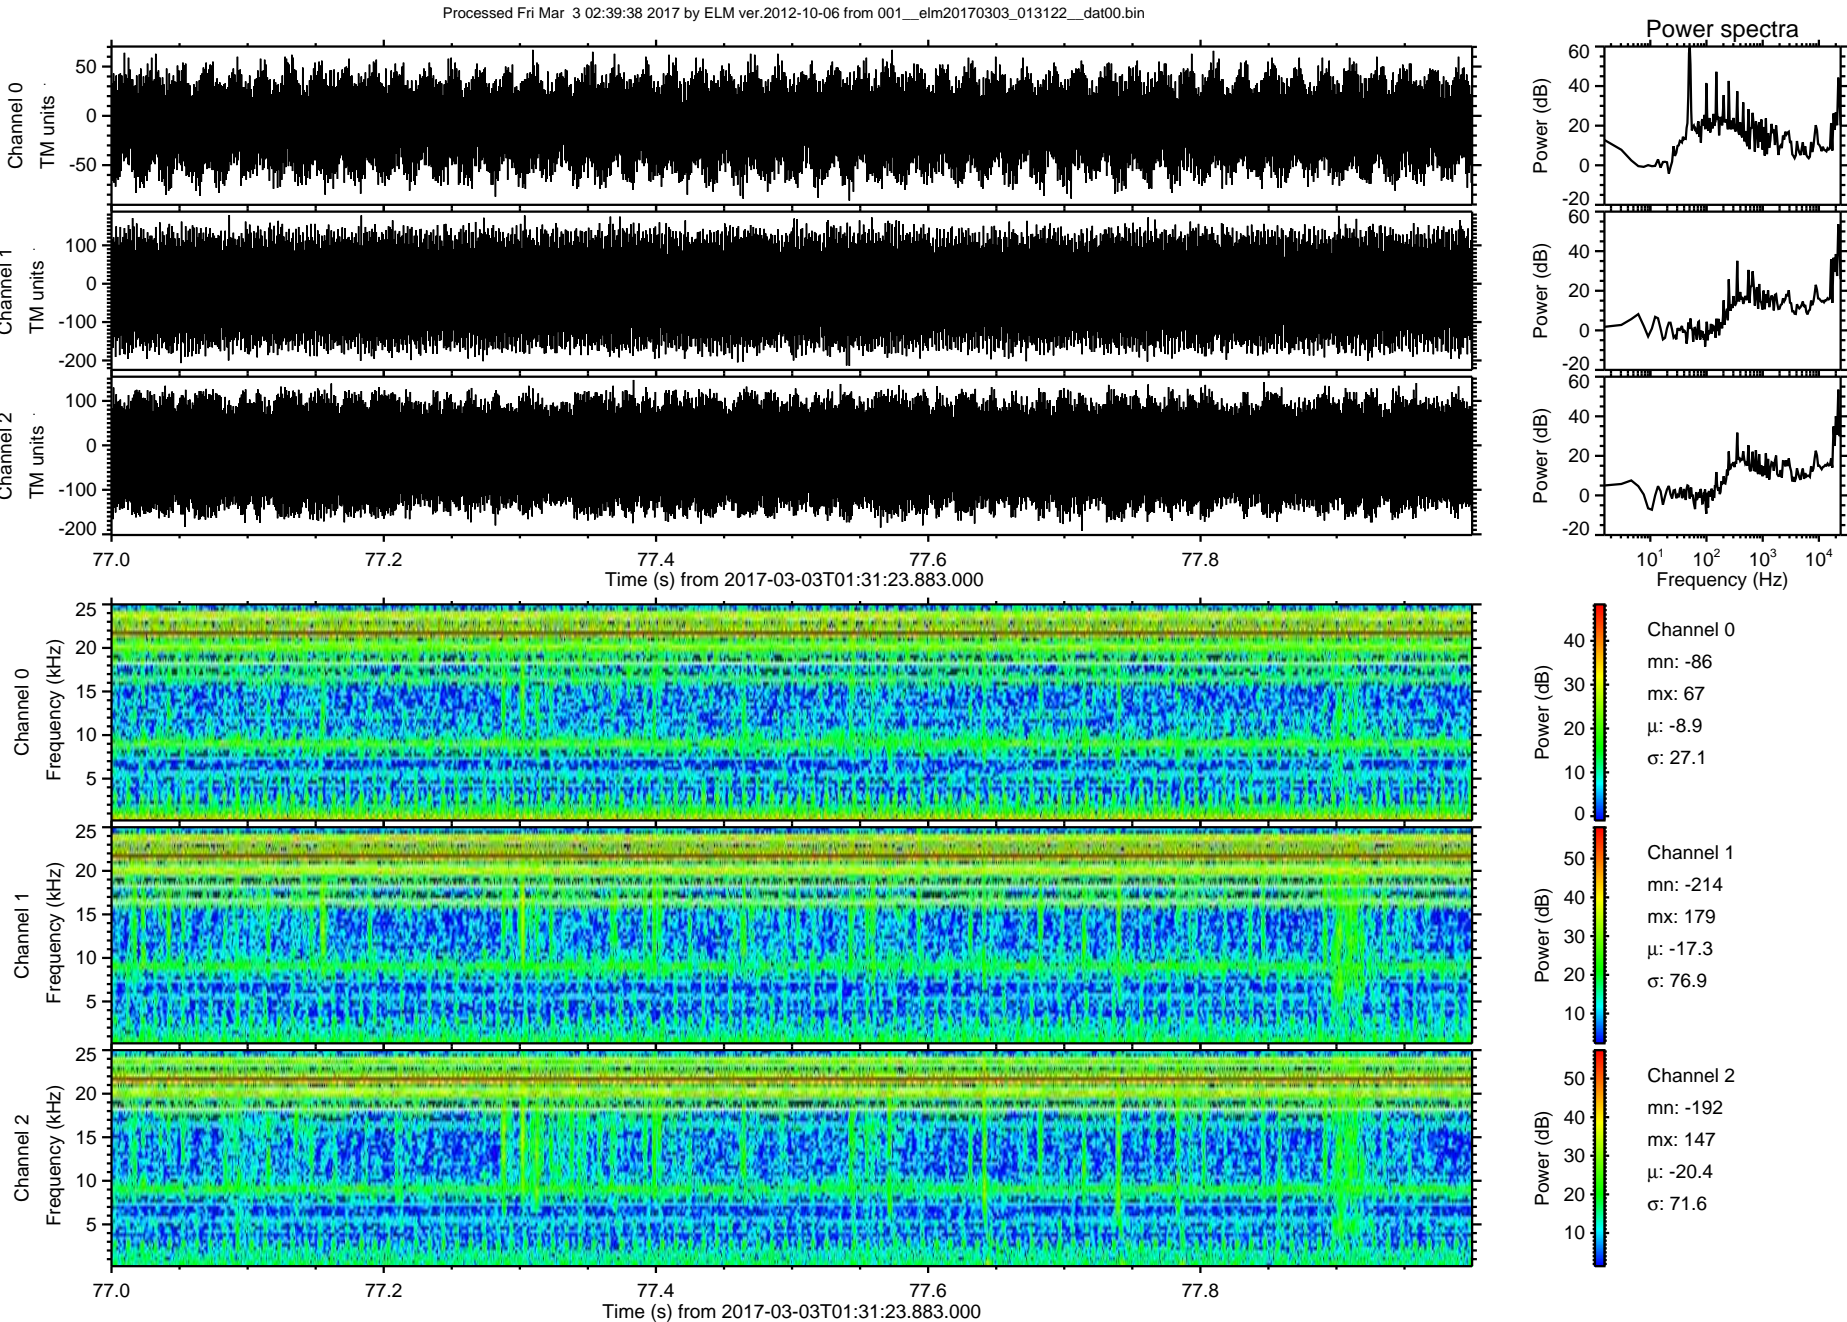 Processed Fri Mar  3 02:39:38 2017 by ELM ver.2012-10-06 from 001__elm20170303_013122__dat00.bin
Power spectra
Channel 0
TM units
50
0
-50
Power (dB)
60
40
20
0
-20
Channel 1
TM units
100
0
-100
-200
Power (dB)
60
40
20
0
-20
Channel 2
TM units
100
0
-100
-200
Power (dB)
60
40
20
0
-20
77.0 77.2 77.4 77.6 77.8
Time (s) from 2017-03-03T01:31:23.883.000
10^1 10^2 10^3 10^4
Frequency (Hz)
Channel 0
Frequency (kHz)
25
20
15
10
5
Power (dB)
40
30
20
10
0
Channel 0
mn: -86
mx: 67
µ: -8.9
σ: 27.1
Channel 1
Frequency (kHz)
25
20
15
10
5
Power (dB)
50
40
30
20
10
Channel 1
mn: -214
mx: 179
µ: -17.3
σ: 76.9
Channel 2
Frequency (kHz)
25
20
15
10
5
Power (dB)
50
40
30
20
10
Channel 2
mn: -192
mx: 147
µ: -20.4
σ: 71.6
77.0 77.2 77.4 77.6 77.8
Time (s) from 2017-03-03T01:31:23.883.000